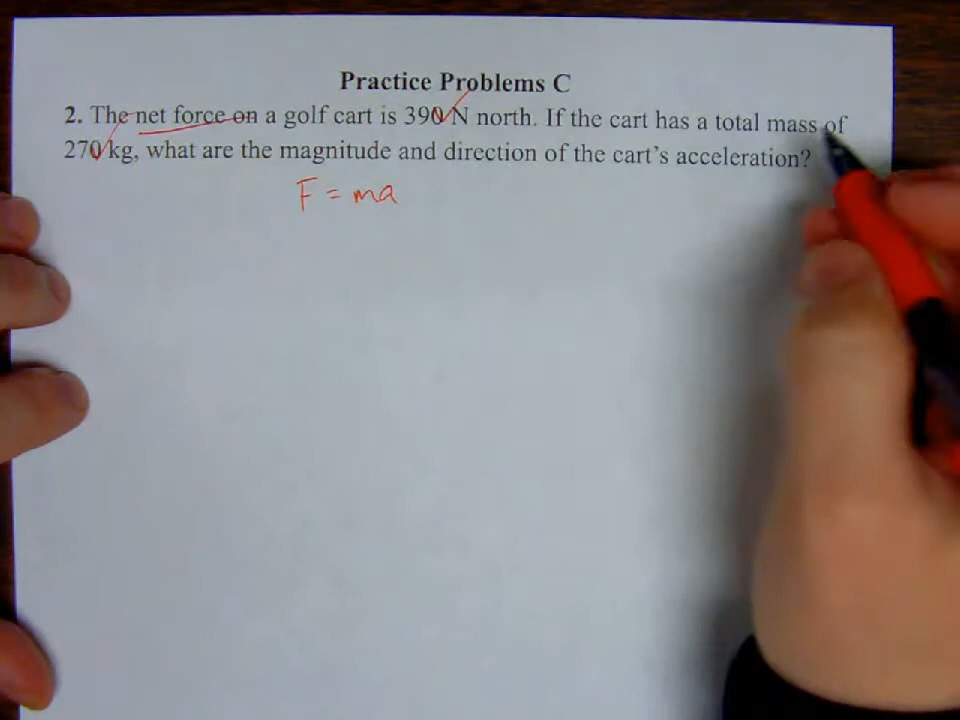 Practice Problems C
2. The net force on a golf cart is 390 N north. If the cart has a total mass of
270 kg, what are the magnitude and direction of the cart’s acceleration?
F = ma